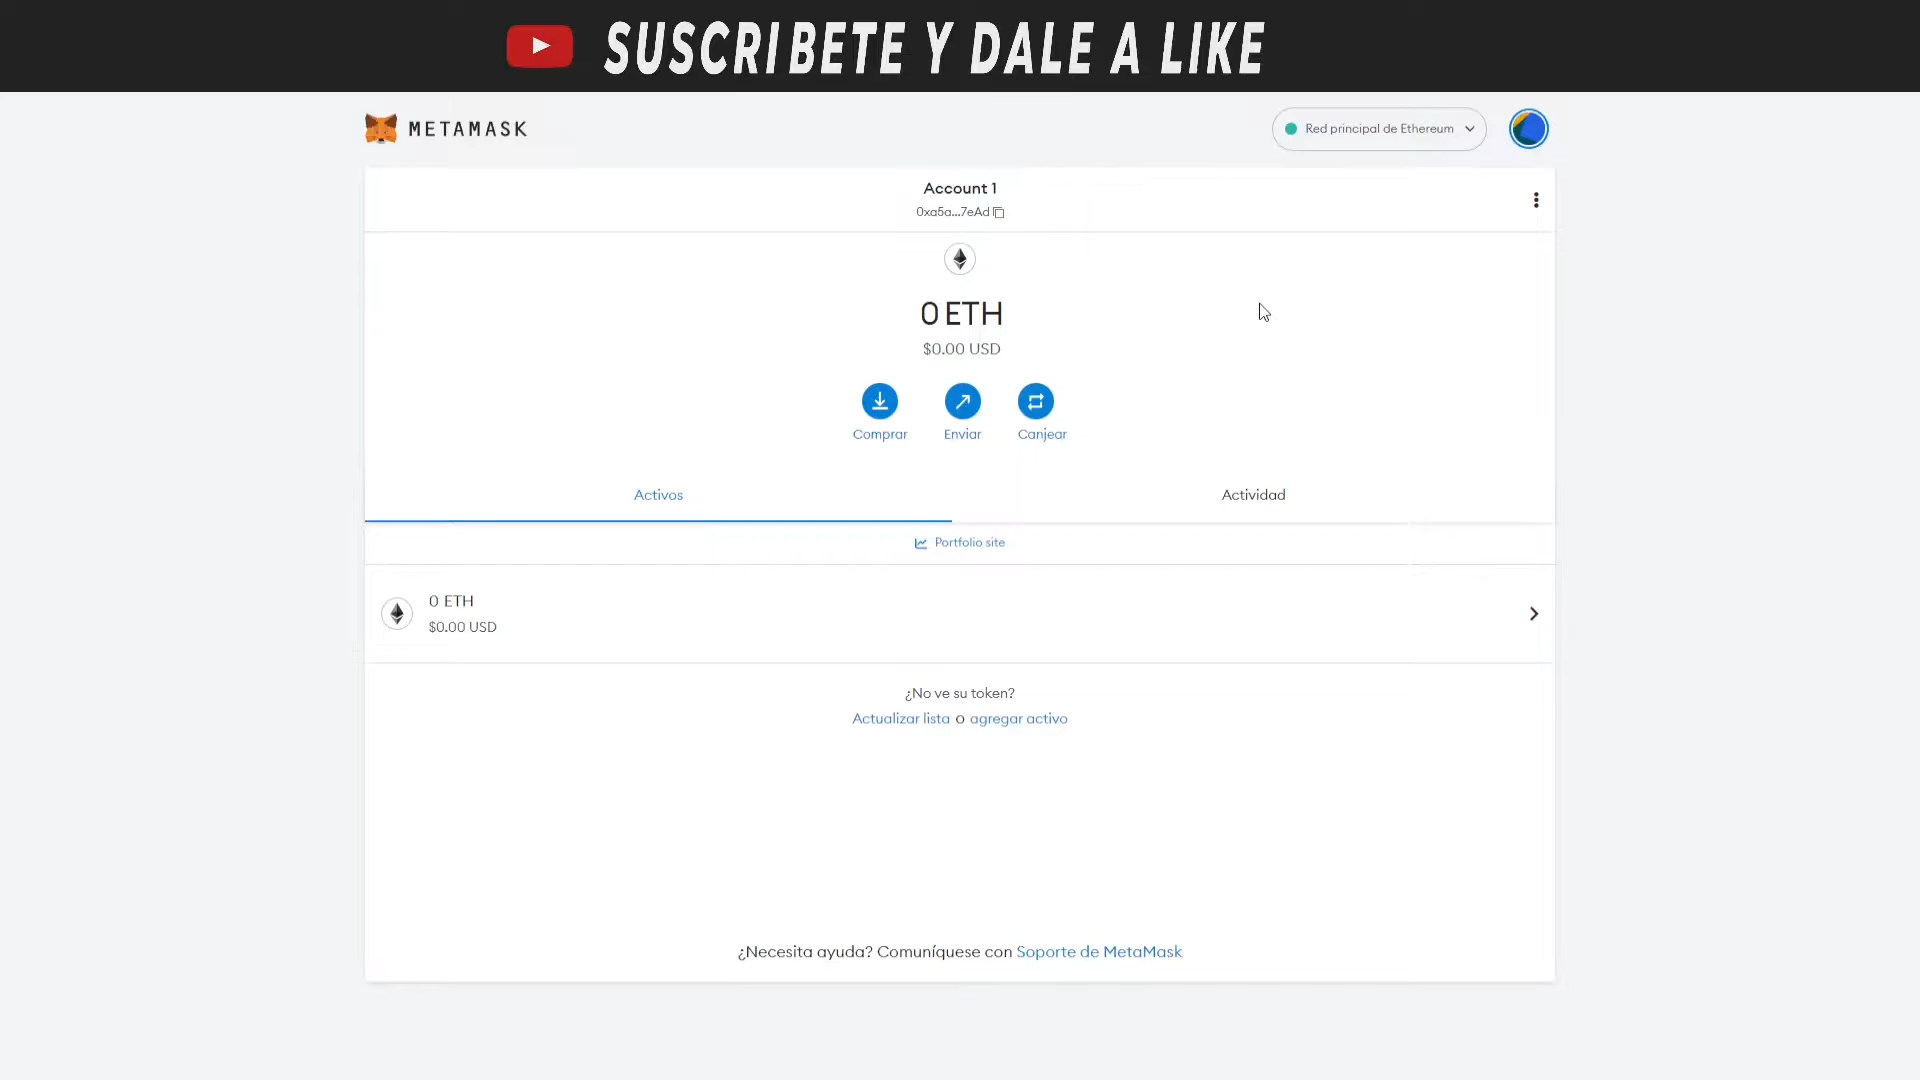 SUSCRIBETE Y DALE A LIKE
METAMASK
Red principal de Ethereum
Account 1
0xa5a...7eAd
0 ETH
$0.00 USD
Comprar
Enviar
Canjear
Activos
Actividad
Portfolio site
0 ETH
$0.00 USD
¿No ve su token?
Actualizar lista o agregar activo
¿Necesita ayuda? Comuníquese con Soporte de MetaMask